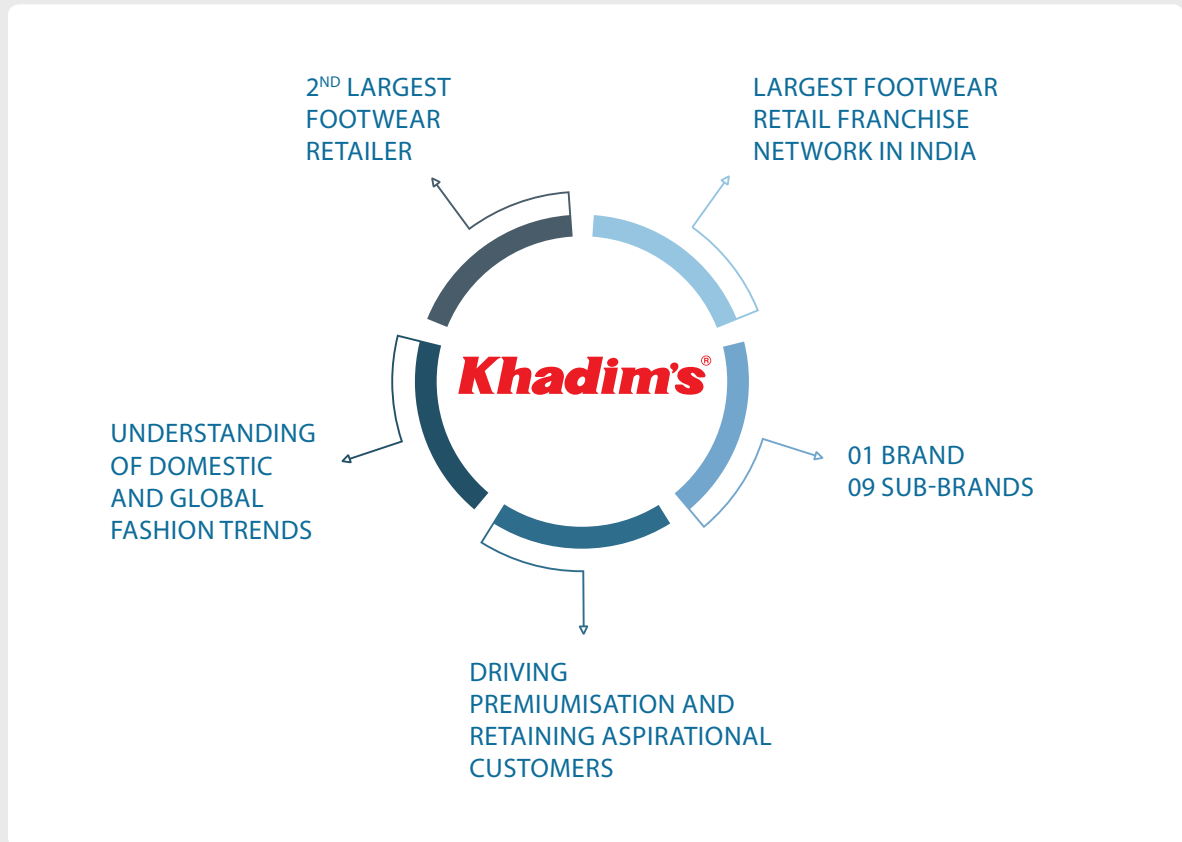 2ND LARGEST
FOOTWEAR
RETAILER
LARGEST FOOTWEAR
RETAIL FRANCHISE
NETWORK IN INDIA
Khadim's®
UNDERSTANDING
OF DOMESTIC
AND GLOBAL
FASHION TRENDS
01 BRAND
09 SUB-BRANDS
DRIVING
PREMIUMISATION AND
RETAINING ASPIRATIONAL
CUSTOMERS